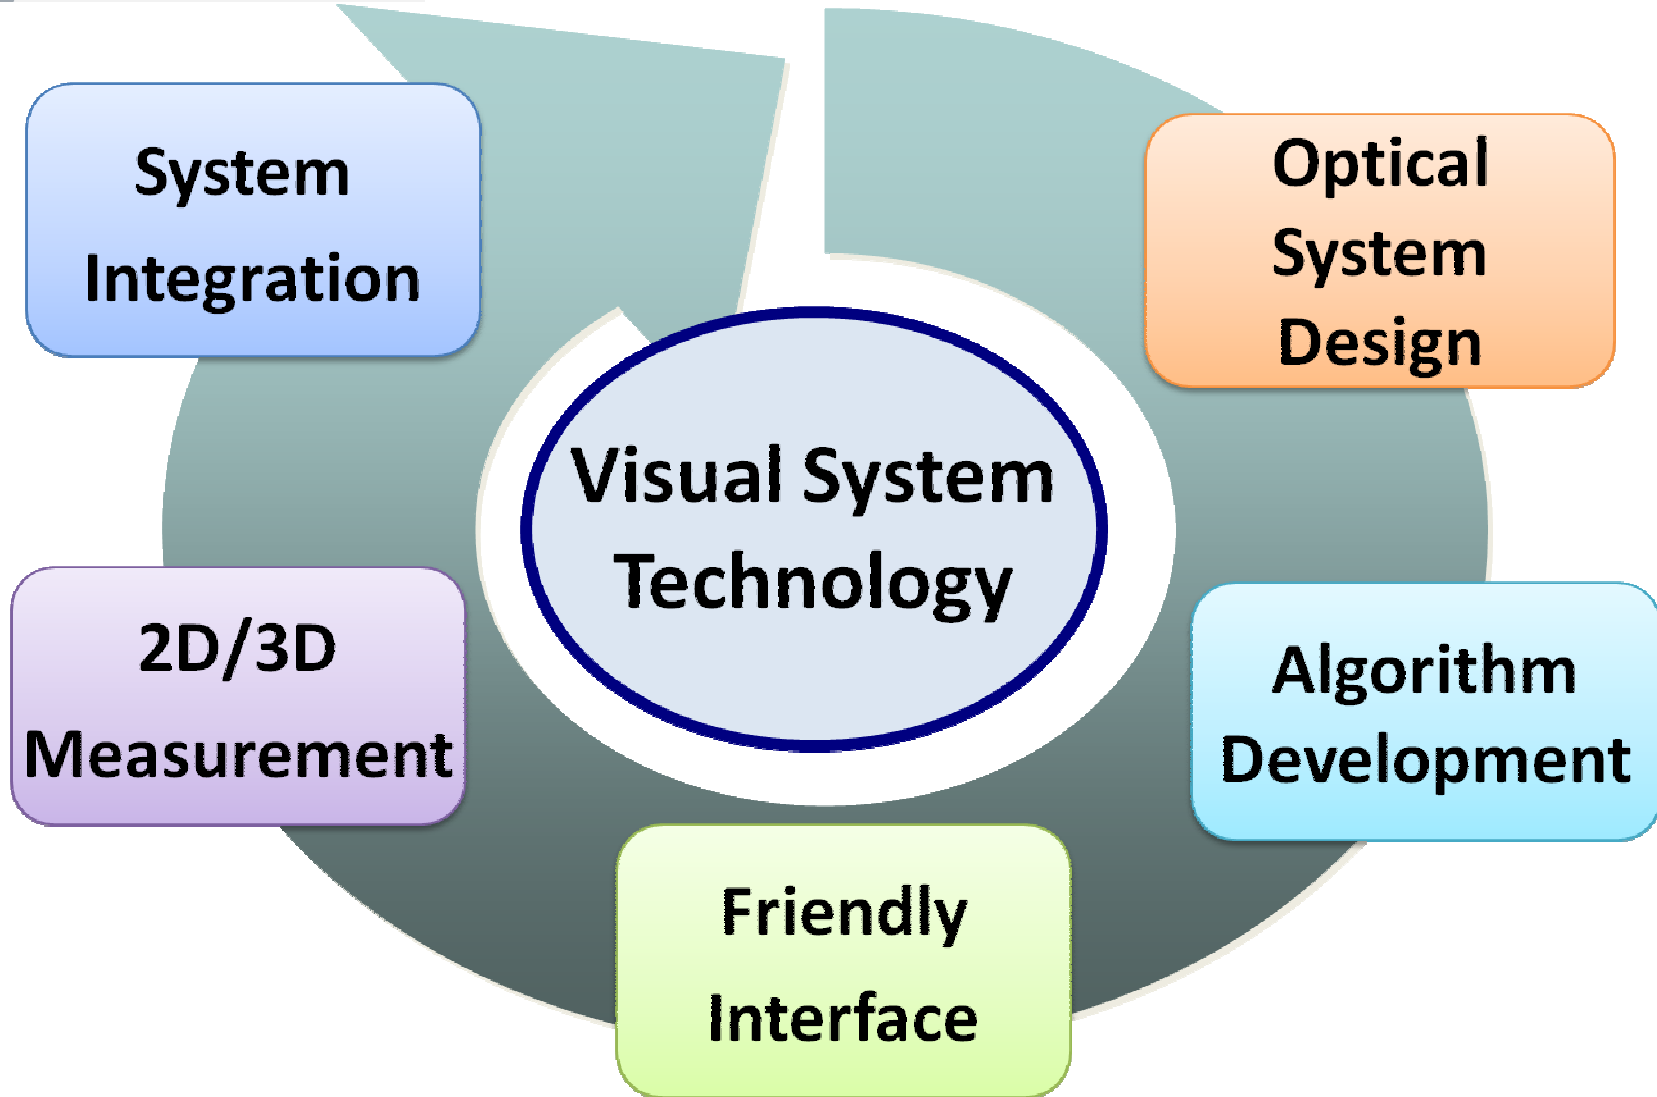 System
Integration
Optical
System
Design
Visual System
Technology
2D/3D
Measurement
Algorithm
Development
Friendly
Interface